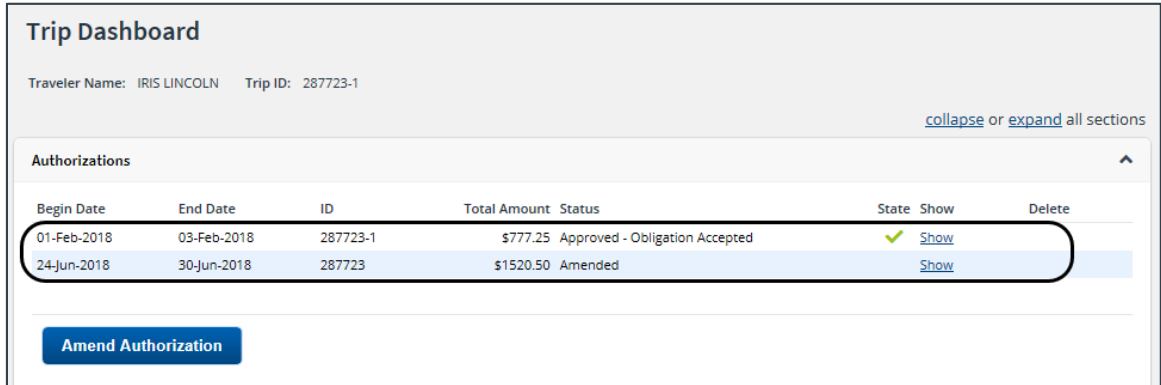 Trip Dashboard
Traveler Name: IRIS LINCOLN Trip ID: 287723-1
collapse or expand all sections
Authorizations
Begin Date End Date ID Total Amount Status State Show Delete
01-Feb-2018 03-Feb-2018 287723-1 $777.25 Approved - Obligation Accepted Show
24-Jun-2018 30-Jun-2018 287723 $1520.50 Amended Show
Amend Authorization